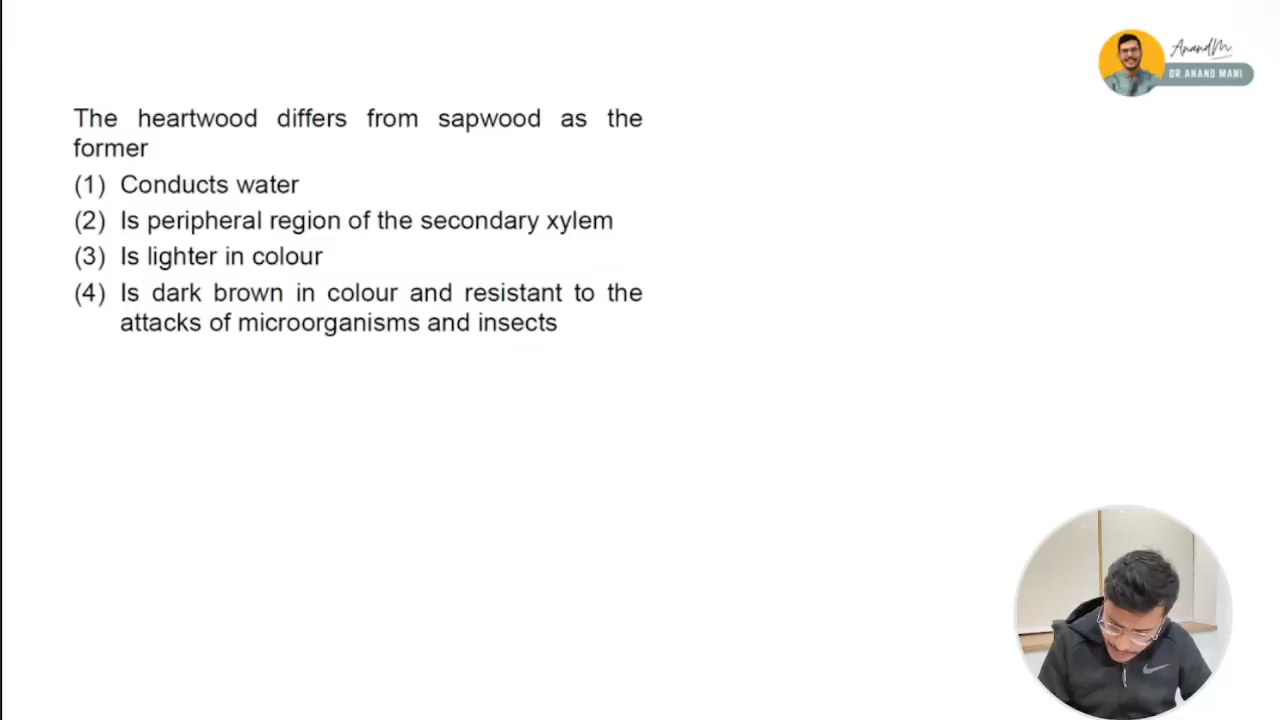 AnandM
DR.ANAND MANI
The heartwood differs from sapwood as the
former
(1) Conducts water
(2) Is peripheral region of the secondary xylem
(3) Is lighter in colour
(4) Is dark brown in colour and resistant to the
attacks of microorganisms and insects